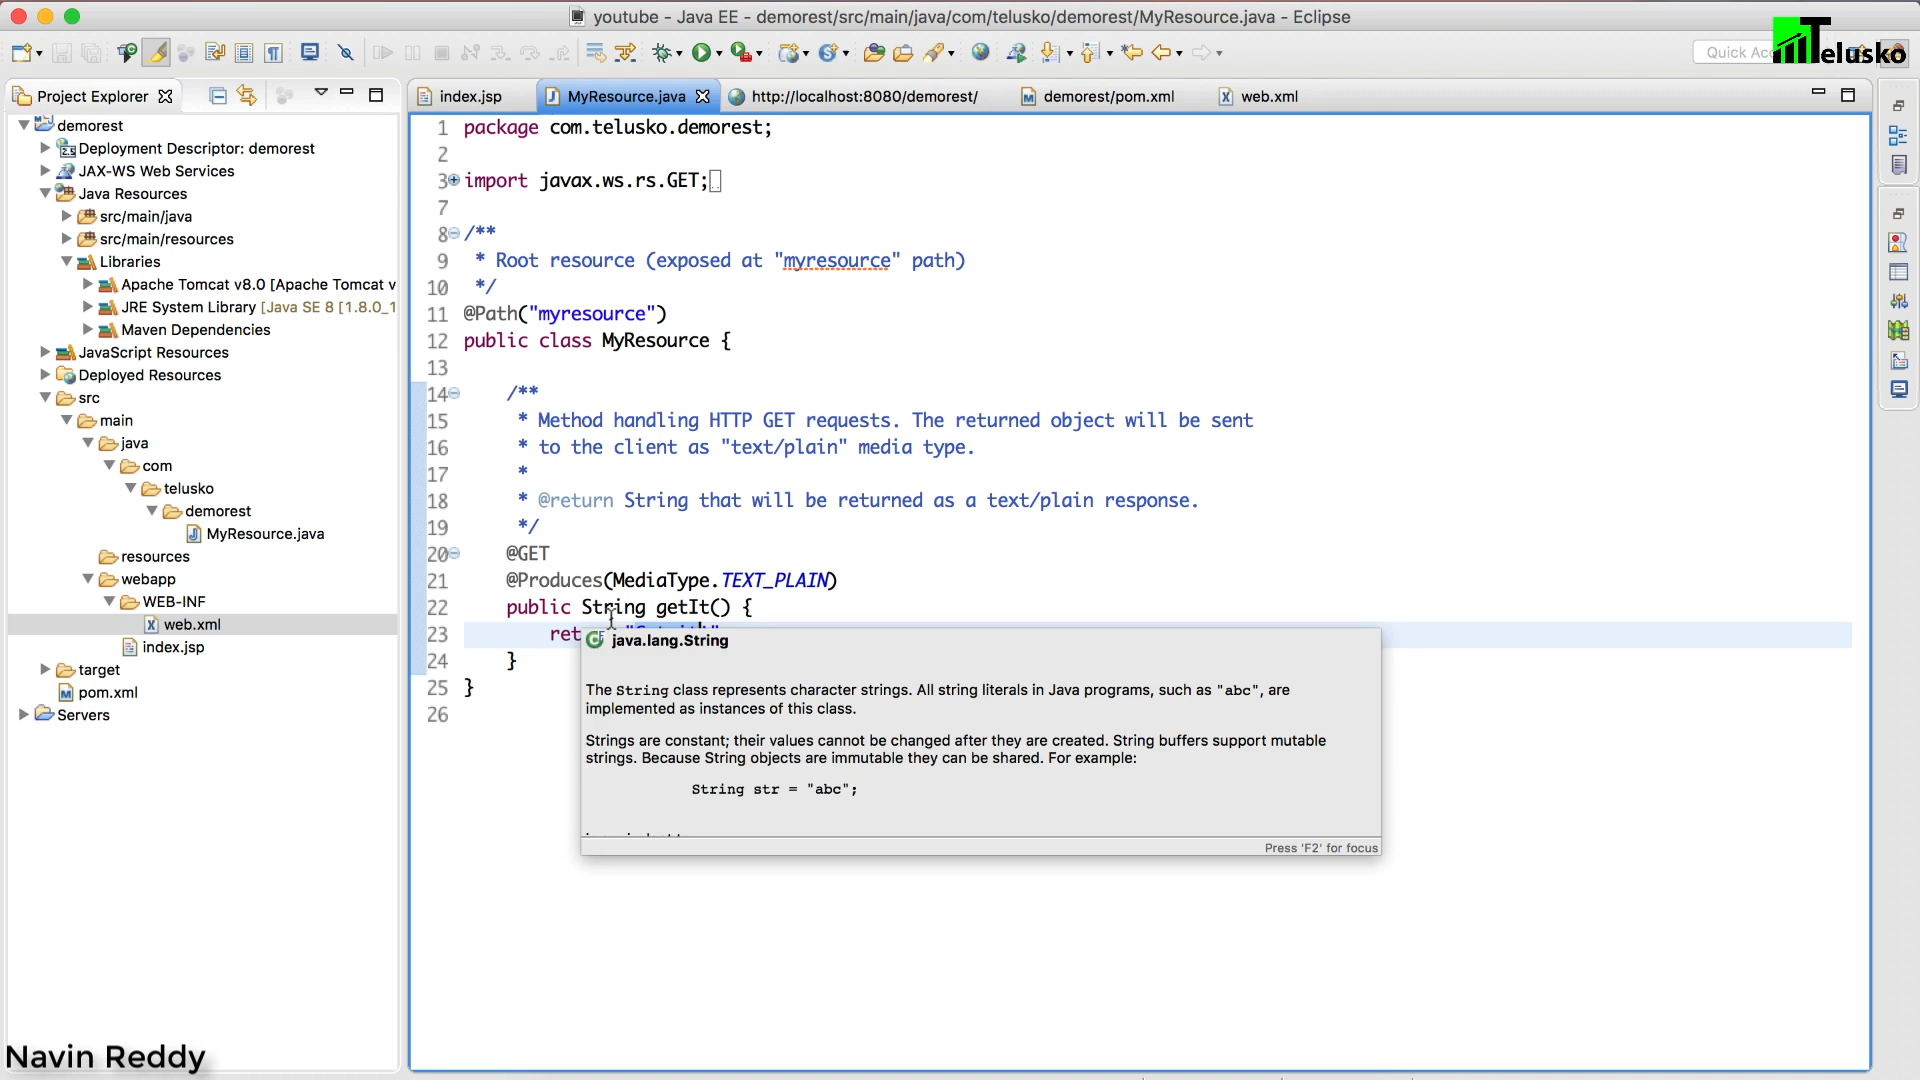 youtube - Java EE - demorest/src/main/java/com/telusko/demorest/MyResource.java - Eclipse
Quick
Telusko
Project Explorer
index.jsp
MyResource.java
http://localhost:8080/demorest/
demorest/pom.xml
web.xml
demorest
Deployment Descriptor: demorest
JAX-WS Web Services
Java Resources
src/main/java
src/main/resources
Libraries
Apache Tomcat v8.0 [Apache Tomcat v
JRE System Library [Java SE 8 [1.8.0_1
Maven Dependencies
JavaScript Resources
Deployed Resources
src
main
java
com
telusko
demorest
MyResource.java
resources
webapp
WEB-INF
web.xml
index.jsp
target
pom.xml
Servers
1 package com.telusko.demorest;
2
3 import javax.ws.rs.GET;
7
8 /**
9 * Root resource (exposed at "myresource" path)
10 */
11 @Path("myresource")
12 public class MyResource {
13
14 /**
15 * Method handling HTTP GET requests. The returned object will be sent
16 * to the client as "text/plain" media type.
17 *
18 * @return String that will be returned as a text/plain response.
19 */
20 @GET
21 @Produces(MediaType.TEXT_PLAIN)
22 public String getIt() {
23 ret
24 }
25 }
26
java.lang.String
The String class represents character strings. All string literals in Java programs, such as "abc", are
implemented as instances of this class.
Strings are constant; their values cannot be changed after they are created. String buffers support mutable
strings. Because String objects are immutable they can be shared. For example:
String str = "abc";
Press 'F2' for focus
Navin Reddy